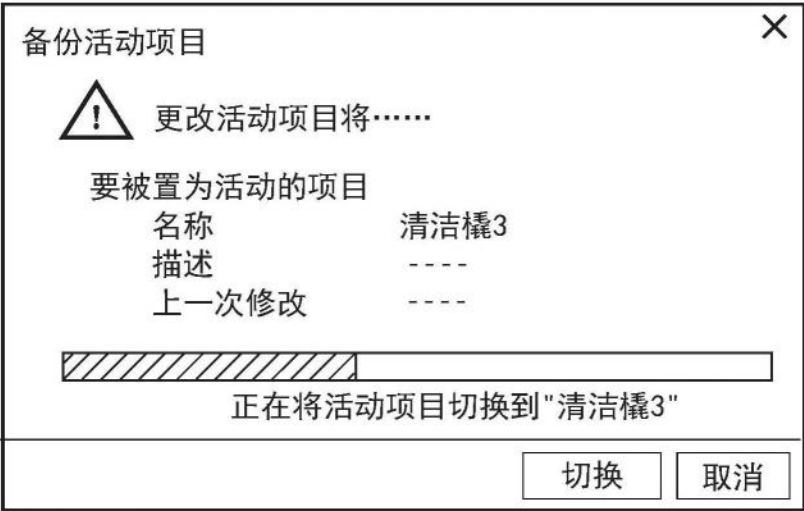 备份活动项目
更改活动项目将······
要被置为活动的项目
名称 清洁橇3
描述 ----
上一次修改 ----
正在将活动项目切换到"清洁橇3"
切换 取消